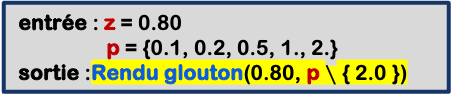 entrée : z = 0.80
p = {0.1, 0.2, 0.5, 1., 2.}
sortie :Rendu glouton(0.80, p \ { 2.0 })